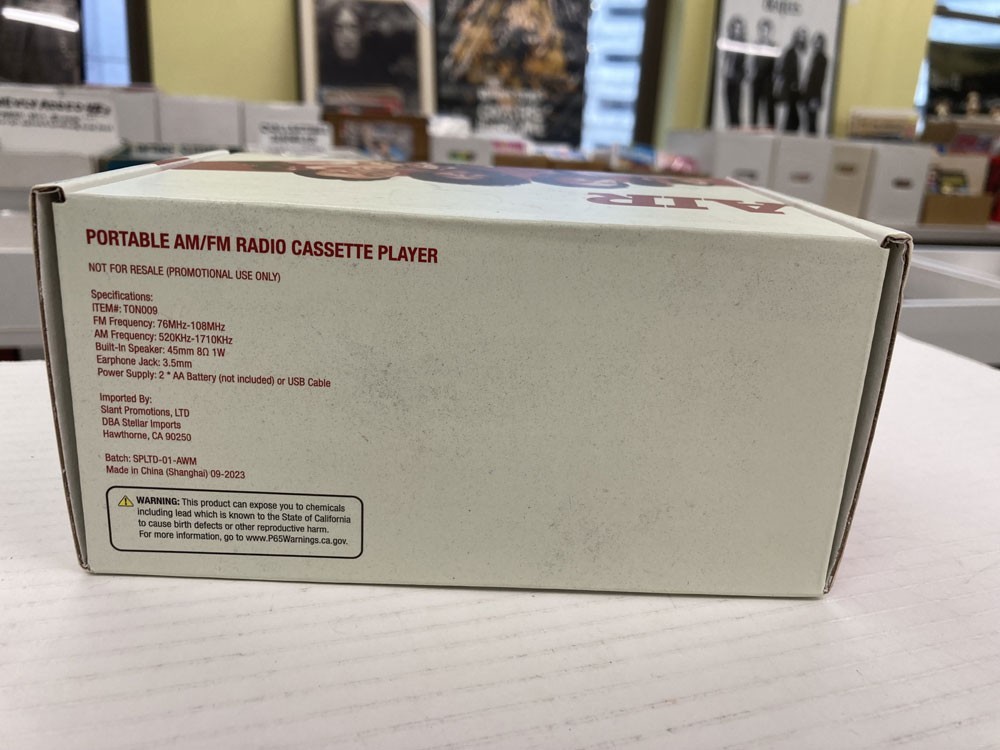 AIR
PORTABLE AM/FM RADIO CASSETTE PLAYER
NOT FOR RESALE (PROMOTIONAL USE ONLY)
Specifications:
ITEM#: TON009
FM Frequency: 76MHz-108MHz
AM Frequency: 520KHz-1710KHz
Built-In Speaker: 45mm 8Ω 1W
Earphone Jack: 3.5mm
Power Supply: 2 * AA Battery (not included) or USB Cable
Imported By:
Slant Promotions, LTD
DBA Stellar Imports
Hawthorne, CA 90250
Batch: SPLTD-01-AWM
Made in China (Shanghai) 09-2023
WARNING: This product can expose you to chemicals
including lead which is known to the State of California
to cause birth defects or other reproductive harm.
For more information, go to www.P65Warnings.ca.gov.